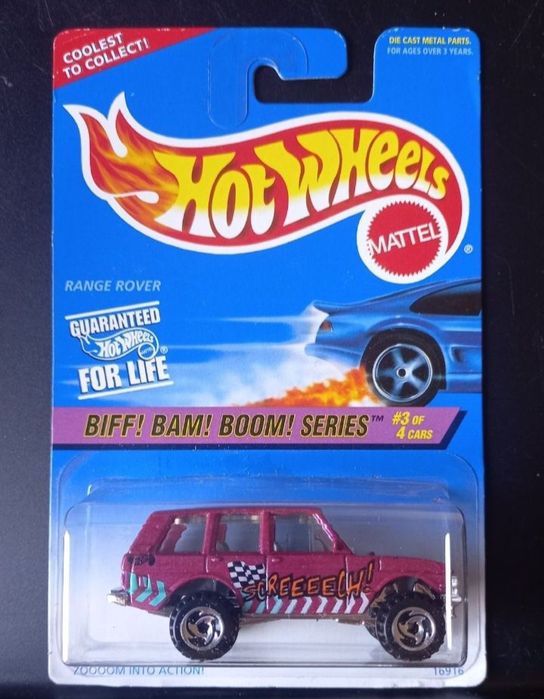 COOLEST
TO COLLECT!
DIE CAST METAL PARTS.
FOR AGES OVER 3 YEARS.
Hot Wheels
MATTEL
®
RANGE ROVER
GUARANTEED
Hot Wheels®
FOR LIFE
BIFF! BAM! BOOM! SERIES™
#3 OF
4 CARS
SCREEEECH!
ZOOOOM INTO ACTION!
16916